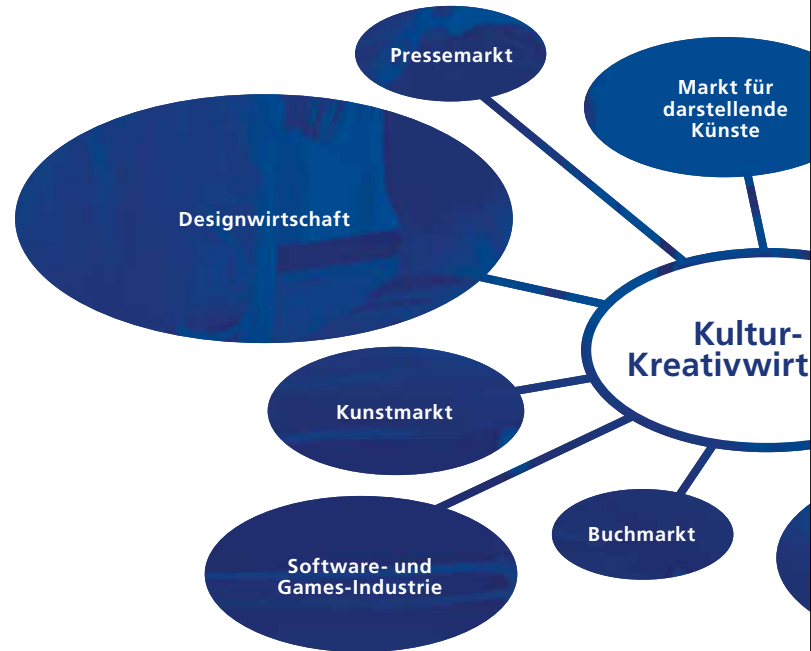 Pressemarkt
Markt für
darstellende
Künste
Designwirtschaft
Kultur-
Kreativwirt
Kunstmarkt
Buchmarkt
Software- und
Games-Industrie